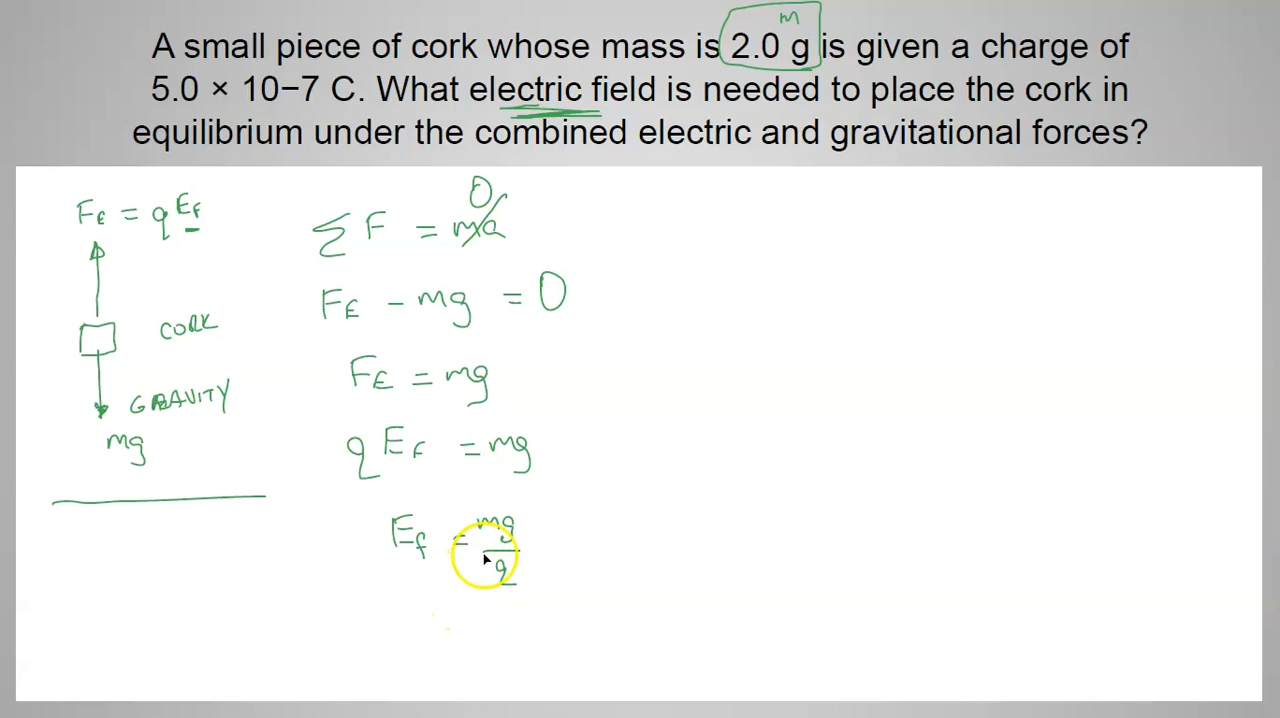 A small piece of cork whose mass is 2.0 g is given a charge of
m
5.0 × 10−7 C. What electric field is needed to place the cork in
equilibrium under the combined electric and gravitational forces?
FE = qEf
CORK
GRAVITY
mg
ΣF = ma
0
FE - mg = 0
FE = mg
qEf = mg
Ef = mg/q